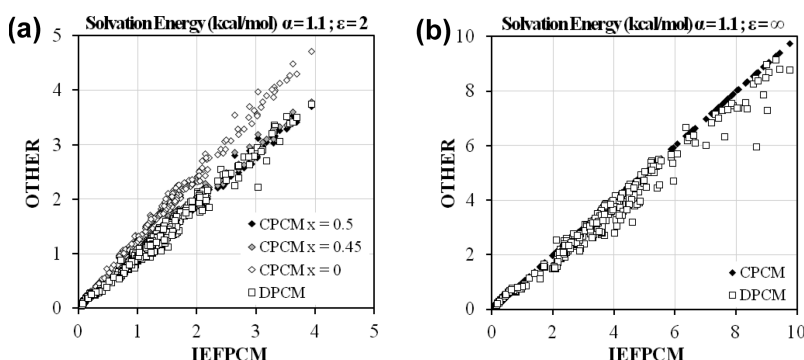 (a)
Solvation Energy (kcal/mol) α = 1.1 ; ε = 2
5
4
3
2
1
0
OTHER
CPCM x = 0.5
CPCM x = 0.45
CPCM x = 0
DPCM
0 1 2 3 4 5
IEFPCM
(b)
Solvation Energy (kcal/mol) α = 1.1 ; ε = ∞
10
8
6
4
2
0
OTHER
CPCM
DPCM
0 2 4 6 8 10
IEFPCM